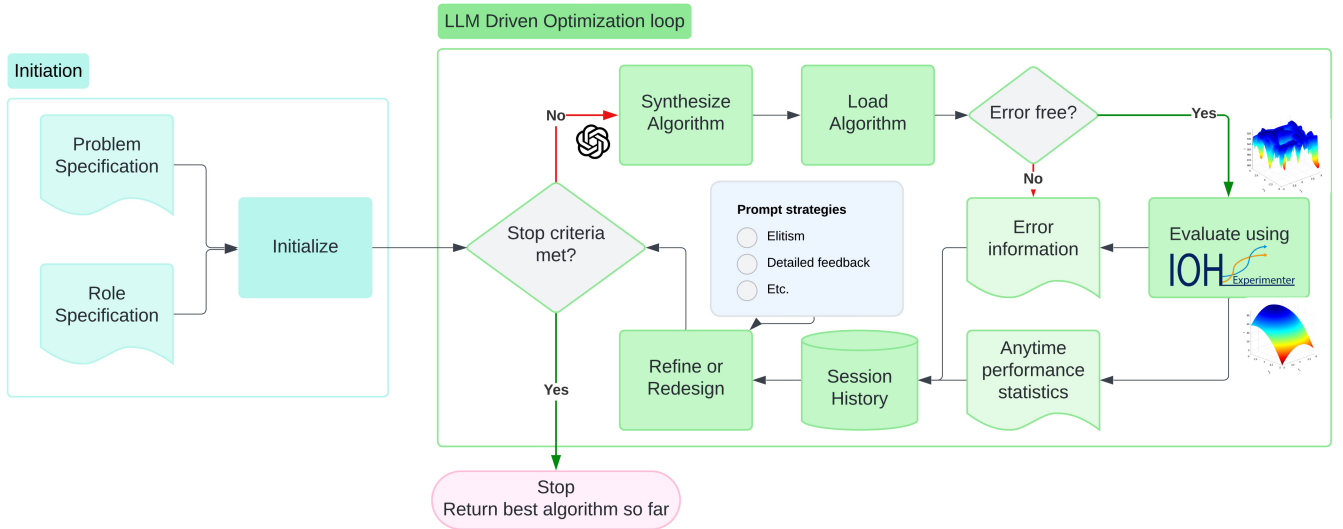 LLM Driven Optimization loop
Initiation
Problem
Specification
Role
Specification
Initialize
Stop criteria
met?
No
Yes
Synthesize
Algorithm
Load
Algorithm
Error free?
Yes
No
Error
information
Evaluate using
IOH
Experimenter
Prompt strategies
Elitism
Detailed feedback
Etc.
Refine or
Redesign
Session
History
Anytime
performance
statistics
Stop
Return best algorithm so far